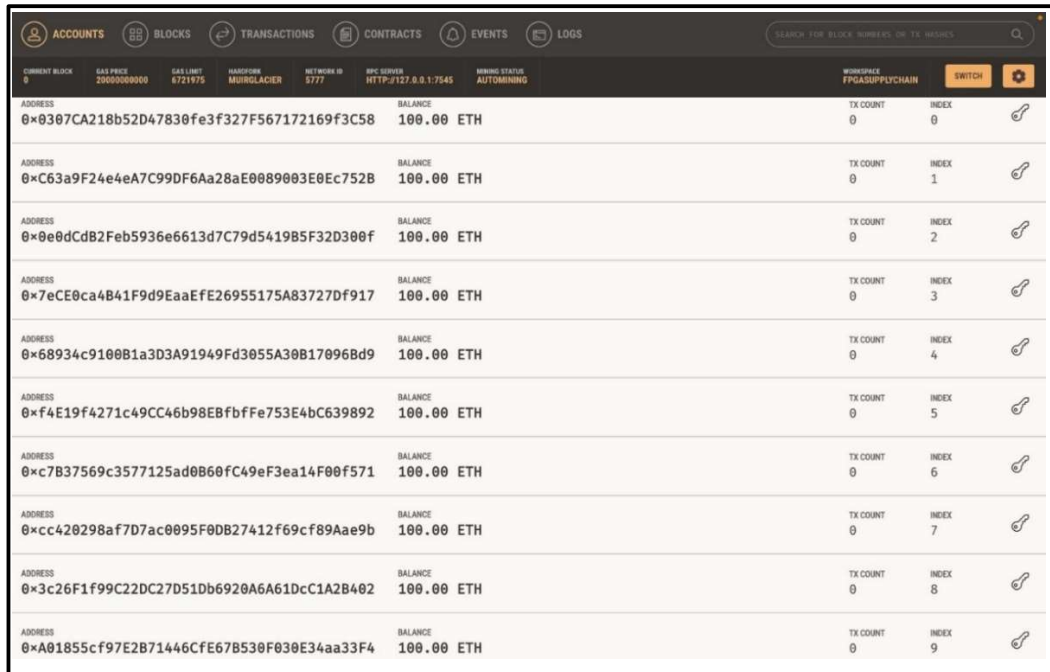 ACCOUNTS BLOCKS TRANSACTIONS CONTRACTS EVENTS LOGS SEARCH FOR BLOCK NUMBERS OR TX HASHES
CURRENT BLOCK GAS PRICE GAS LIMIT HARDFORK NETWORK ID RPC SERVER MINING STATUS WORKSPACE
0 20000000000 6721975 MUIRGLACIER 5777 HTTP://127.0.0.1:7545 AUTOMINING FPGASUPPLYCHAIN SWITCH
ADDRESS BALANCE TX COUNT INDEX
0×0307CA218b52D47830fe3f327F567172169f3C58 100.00 ETH 0 0
ADDRESS BALANCE TX COUNT INDEX
0×C63a9F24e4eA7C99DF6Aa28aE0089003E0Ec752B 100.00 ETH 0 1
ADDRESS BALANCE TX COUNT INDEX
0×0e0dCdB2Feb5936e6613d7C79d5419B5F32D300f 100.00 ETH 0 2
ADDRESS BALANCE TX COUNT INDEX
0×7eCE0ca4B41F9d9EaaEfE26955175A83727Df917 100.00 ETH 0 3
ADDRESS BALANCE TX COUNT INDEX
0×68934c9100B1a3D3A91949Fd3055A30B17096Bd9 100.00 ETH 0 4
ADDRESS BALANCE TX COUNT INDEX
0×f4E19f4271c49CC46b98EBfbfFe753E4bC639892 100.00 ETH 0 5
ADDRESS BALANCE TX COUNT INDEX
0×c7B37569c3577125ad0B60fC49eF3ea14F00f571 100.00 ETH 0 6
ADDRESS BALANCE TX COUNT INDEX
0×cc420298af7D7ac0095F0DB27412f69cf89Aae9b 100.00 ETH 0 7
ADDRESS BALANCE TX COUNT INDEX
0×3c26F1f99C22DC27D51Db6920A6A61DcC1A2B402 100.00 ETH 0 8
ADDRESS BALANCE TX COUNT INDEX
0×A01855cf97E2B71446CfE67B530F030E34aa33F4 100.00 ETH 0 9